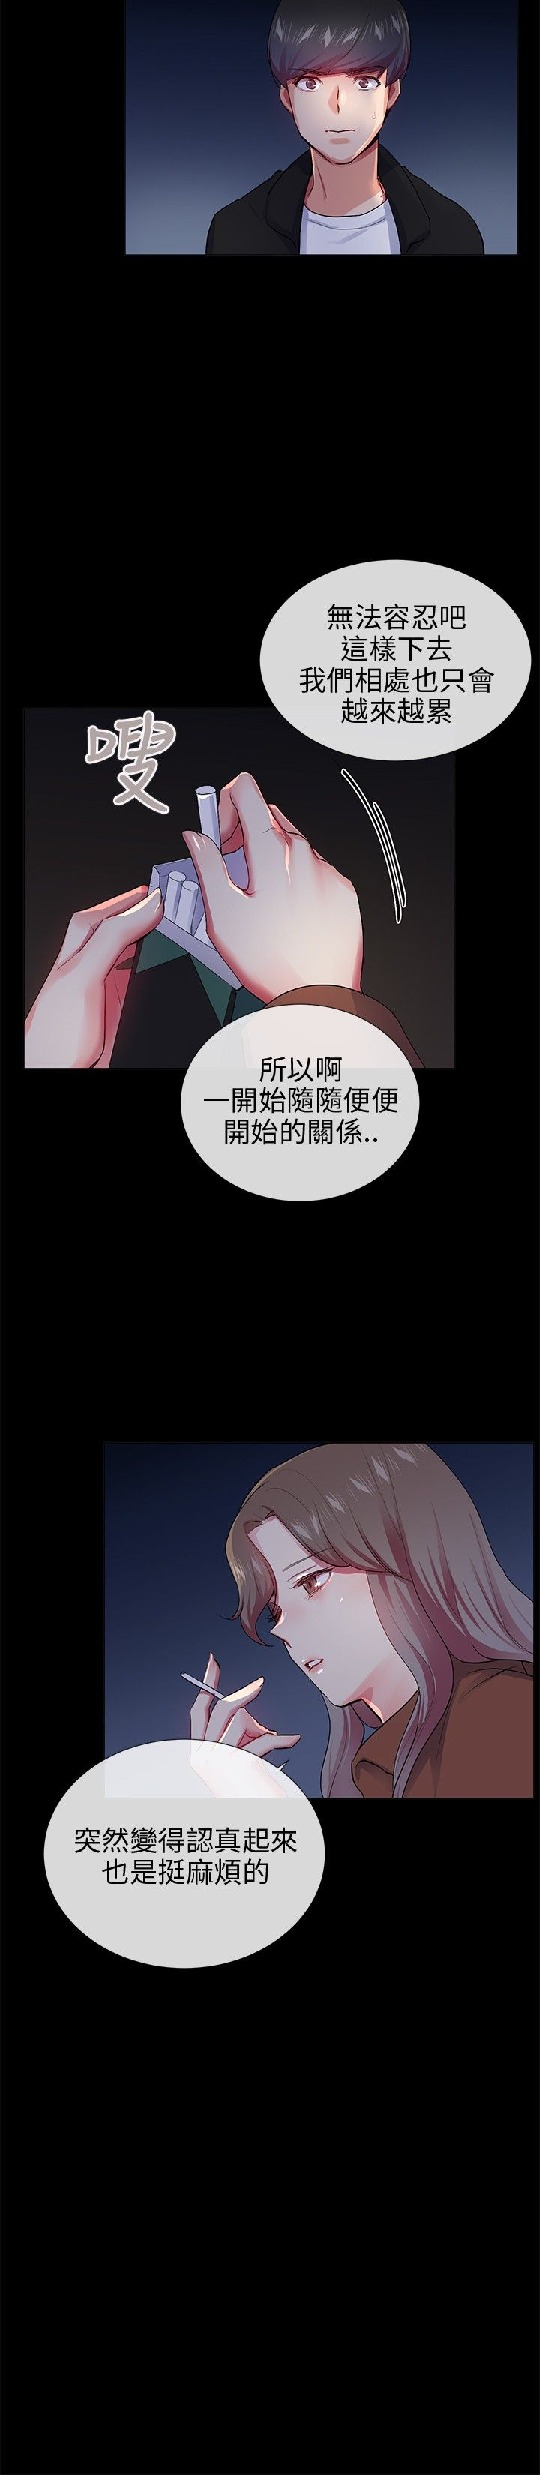 無法容忍吧
這樣下去
我們相處也只會
越來越累
嗖
所以啊
一開始隨隨便便
開始的關係..
突然變得認真起來
也是挺麻煩的